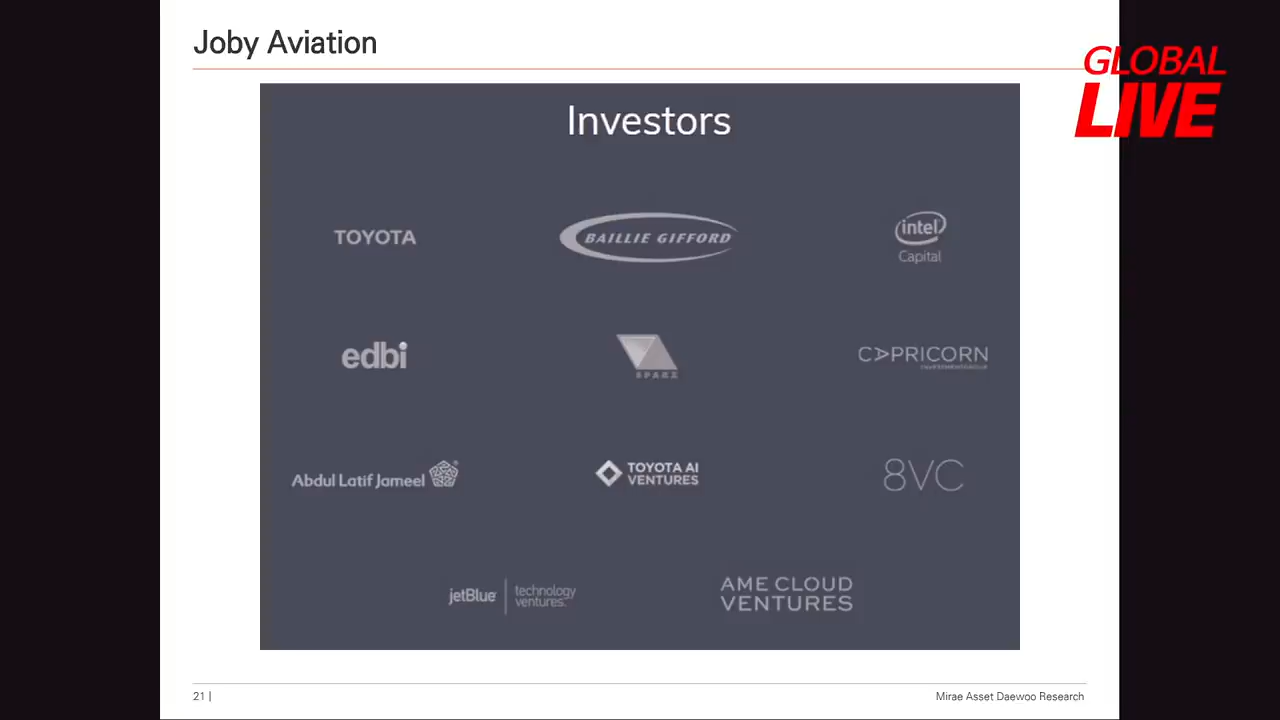 Joby Aviation
GLOBAL
LIVE
Investors
TOYOTA
BAILLIE GIFFORD
intel
Capital
edbi
SPARX
CAPRICORN
Abdul Latif Jameel
TOYOTA AI
VENTURES
8VC
jetBlue
technology
ventures.
AME CLOUD
VENTURES
21 |
Mirae Asset Daewoo Research